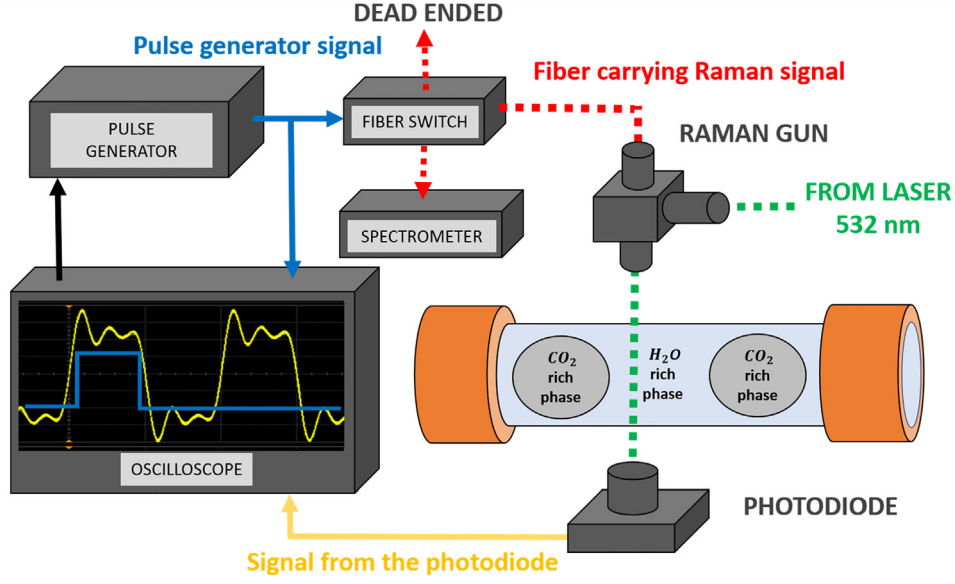 DEAD ENDED
Pulse generator signal
Fiber carrying Raman signal
PULSE
GENERATOR
FIBER SWITCH
RAMAN GUN
FROM LASER
532 nm
SPECTROMETER
CO₂
rich
phase
H₂O
rich
phase
CO₂
rich
phase
OSCILLOSCOPE
PHOTODIODE
Signal from the photodiode